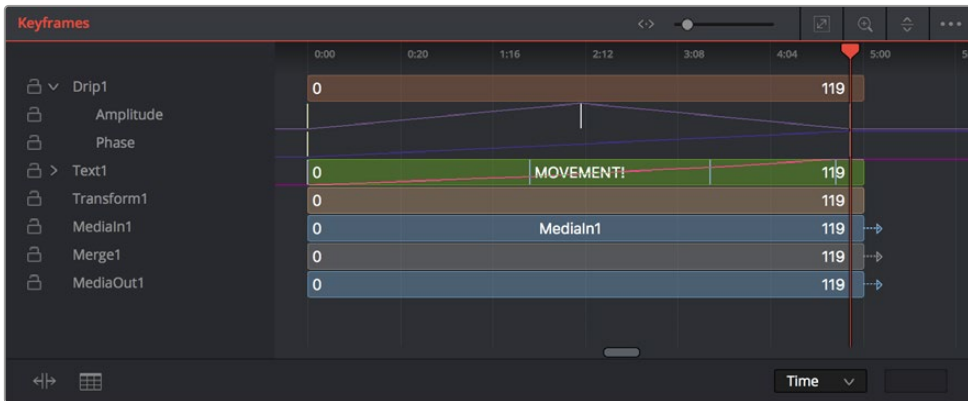 Keyframes
0:00 0:20 1:16 2:12 3:08 4:04 5:00 5
Drip1 0 119
Amplitude
Phase
Text1 0 MOVEMENT! 119
Transform1 0 119
MediaIn1 0 MediaIn1 119
Merge1 0 119
MediaOut1 0 119
Time